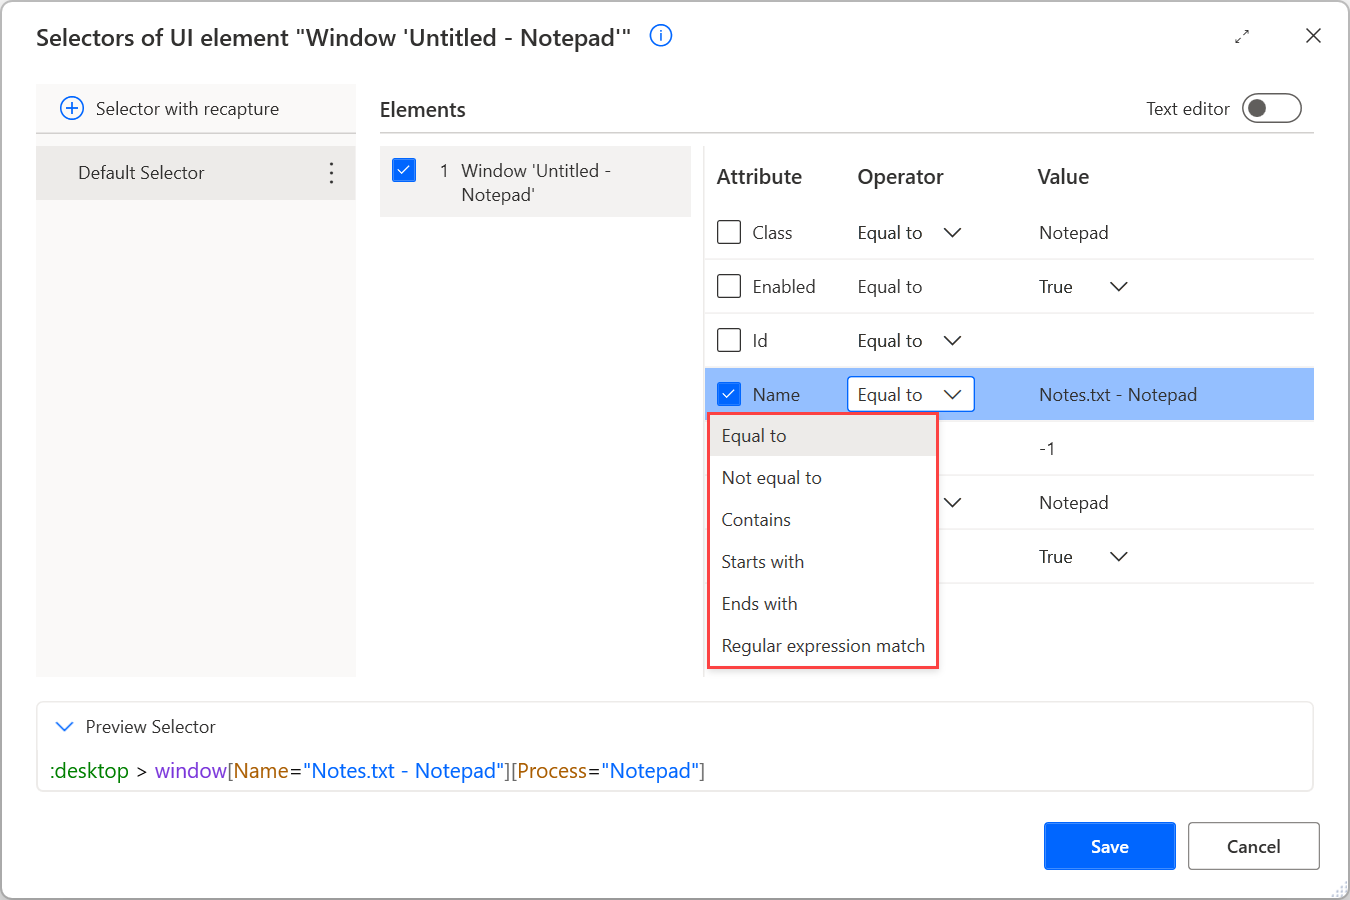 Selectors of UI element "Window 'Untitled - Notepad'"
Selector with recapture
Default Selector
Elements
Text editor
1 Window 'Untitled -
Notepad'
Attribute Operator Value
Class Equal to Notepad
Enabled Equal to True
Id Equal to
Name Equal to Notes.txt - Notepad
Equal to
-1
Not equal to
Notepad
Contains
True
Starts with
Ends with
Regular expression match
Preview Selector
:desktop > window[Name="Notes.txt - Notepad"][Process="Notepad"]
Save Cancel